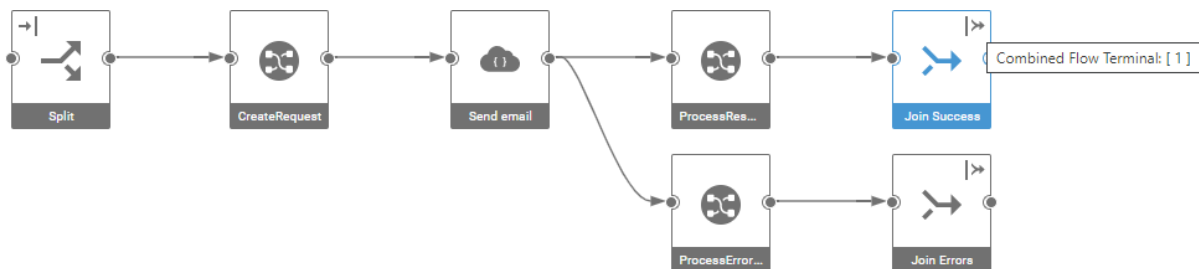 Split
CreateRequest
Send email
ProcessRes...
Join Success
Combined Flow Terminal: [ 1 ]
ProcessError...
Join Errors